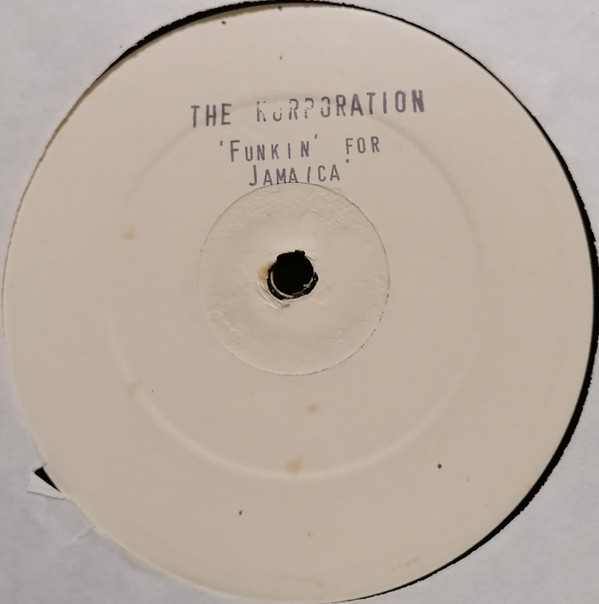 THE KORPORATION
'FUNKIN' FOR
JAMAICA'